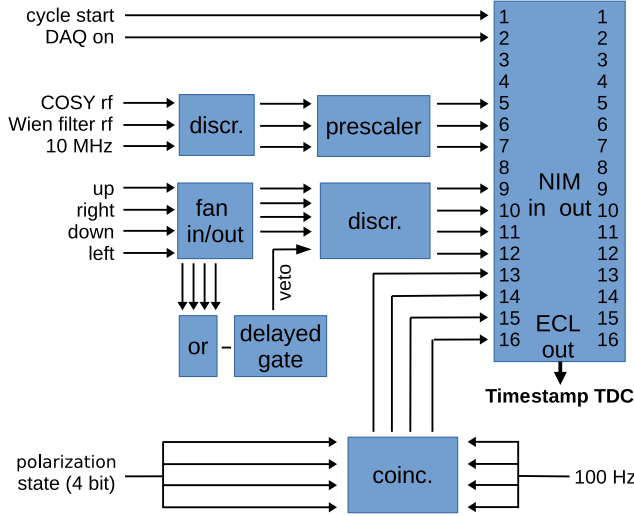 cycle start
DAQ on
COSY rf
Wien filter rf
10 MHz
discr.
prescaler
up
right
down
left
fan
in/out
discr.
veto
or
delayed
gate
1 1
2 2
3 3
4 4
5 5
6 6
7 7
8 8
9 NIM 9
10 in out 10
11 11
12 12
13 13
14 14
15 ECL 15
16 out 16
Timestamp TDC
polarization
state (4 bit)
coinc.
100 Hz